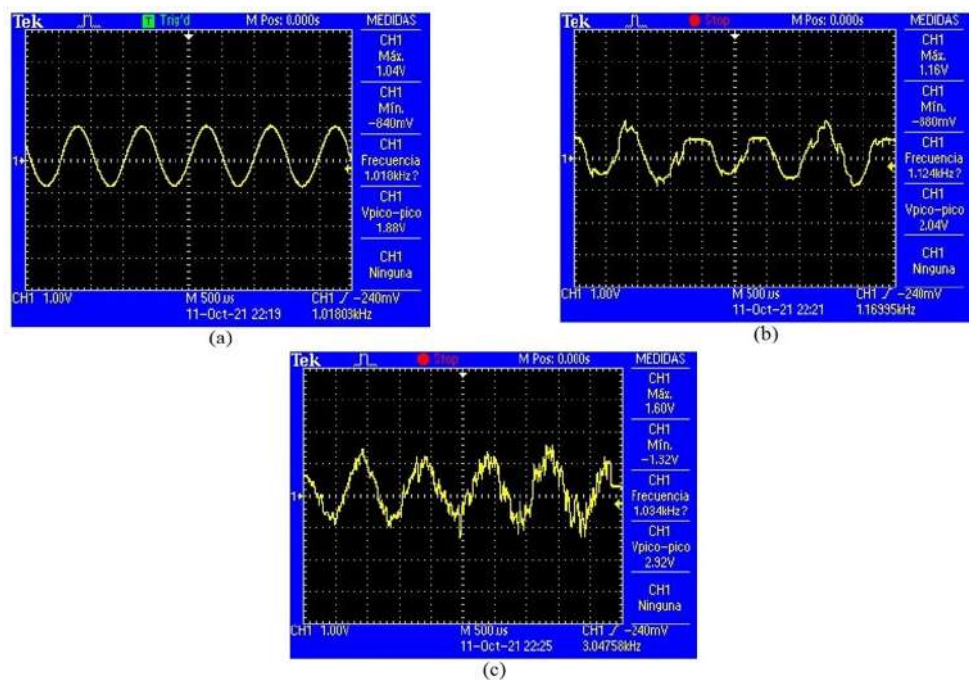 Tek T Trig'd M Pos: 0.000s MEDIDAS
CH1
Máx.
1.04V
CH1
Mín.
-840mV
1
CH1
Frecuencia
1.018kHz?
CH1
Vpico-pico
1.88V
CH1
Ninguna
CH1 1.00V M 500us CH1 -240mV
11-Oct-21 22:19 1.01803kHz
(a)
Tek Stop M Pos: 0.000s MEDIDAS
CH1
Máx.
1.16V
CH1
Mín.
-880mV
1
CH1
Frecuencia
1.124kHz?
CH1
Vpico-pico
2.04V
CH1
Ninguna
CH1 1.00V M 500us CH1 -240mV
11-Oct-21 22:21 1.16995kHz
(b)
Tek Stop M Pos: 0.000s MEDIDAS
CH1
Máx.
1.60V
CH1
Mín.
-1.32V
1
CH1
Frecuencia
1.034kHz?
CH1
Vpico-pico
2.92V
CH1
Ninguna
CH1 1.00V M 500us CH1 -240mV
11-Oct-21 22:25 3.04758kHz
(c)